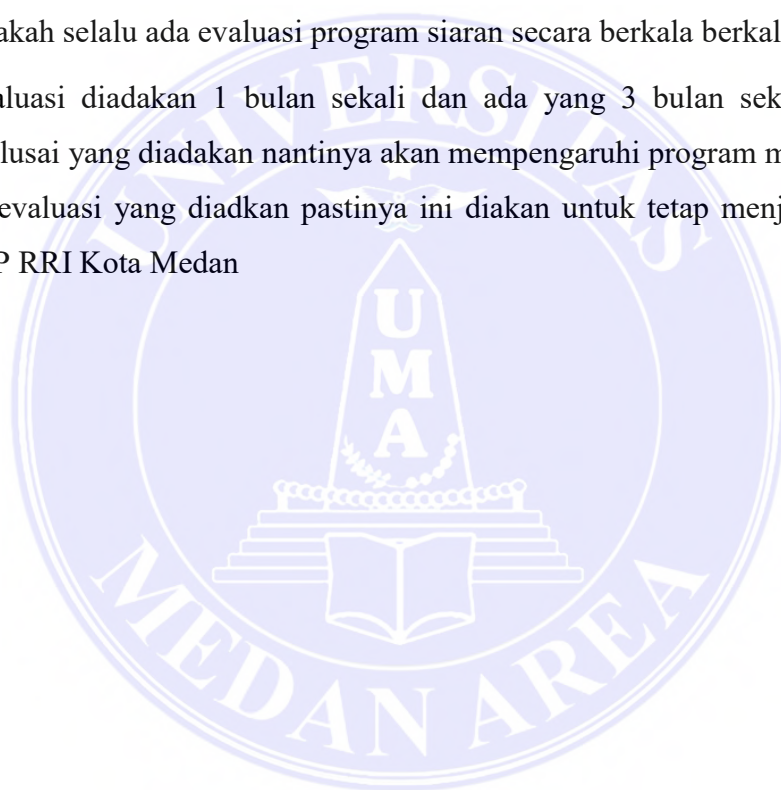 akah selalu ada evaluasi program siaran secara berkala berkal
aluasi diadakan 1 bulan sekali dan ada yang 3 bulan sek
lusai yang diadakan nantinya akan mempengaruhi program m
evaluasi yang diadkan pastinya ini diakan untuk tetap menj
P RRI Kota Medan
UNIVERSITAS
UMA
MEDAN AREA